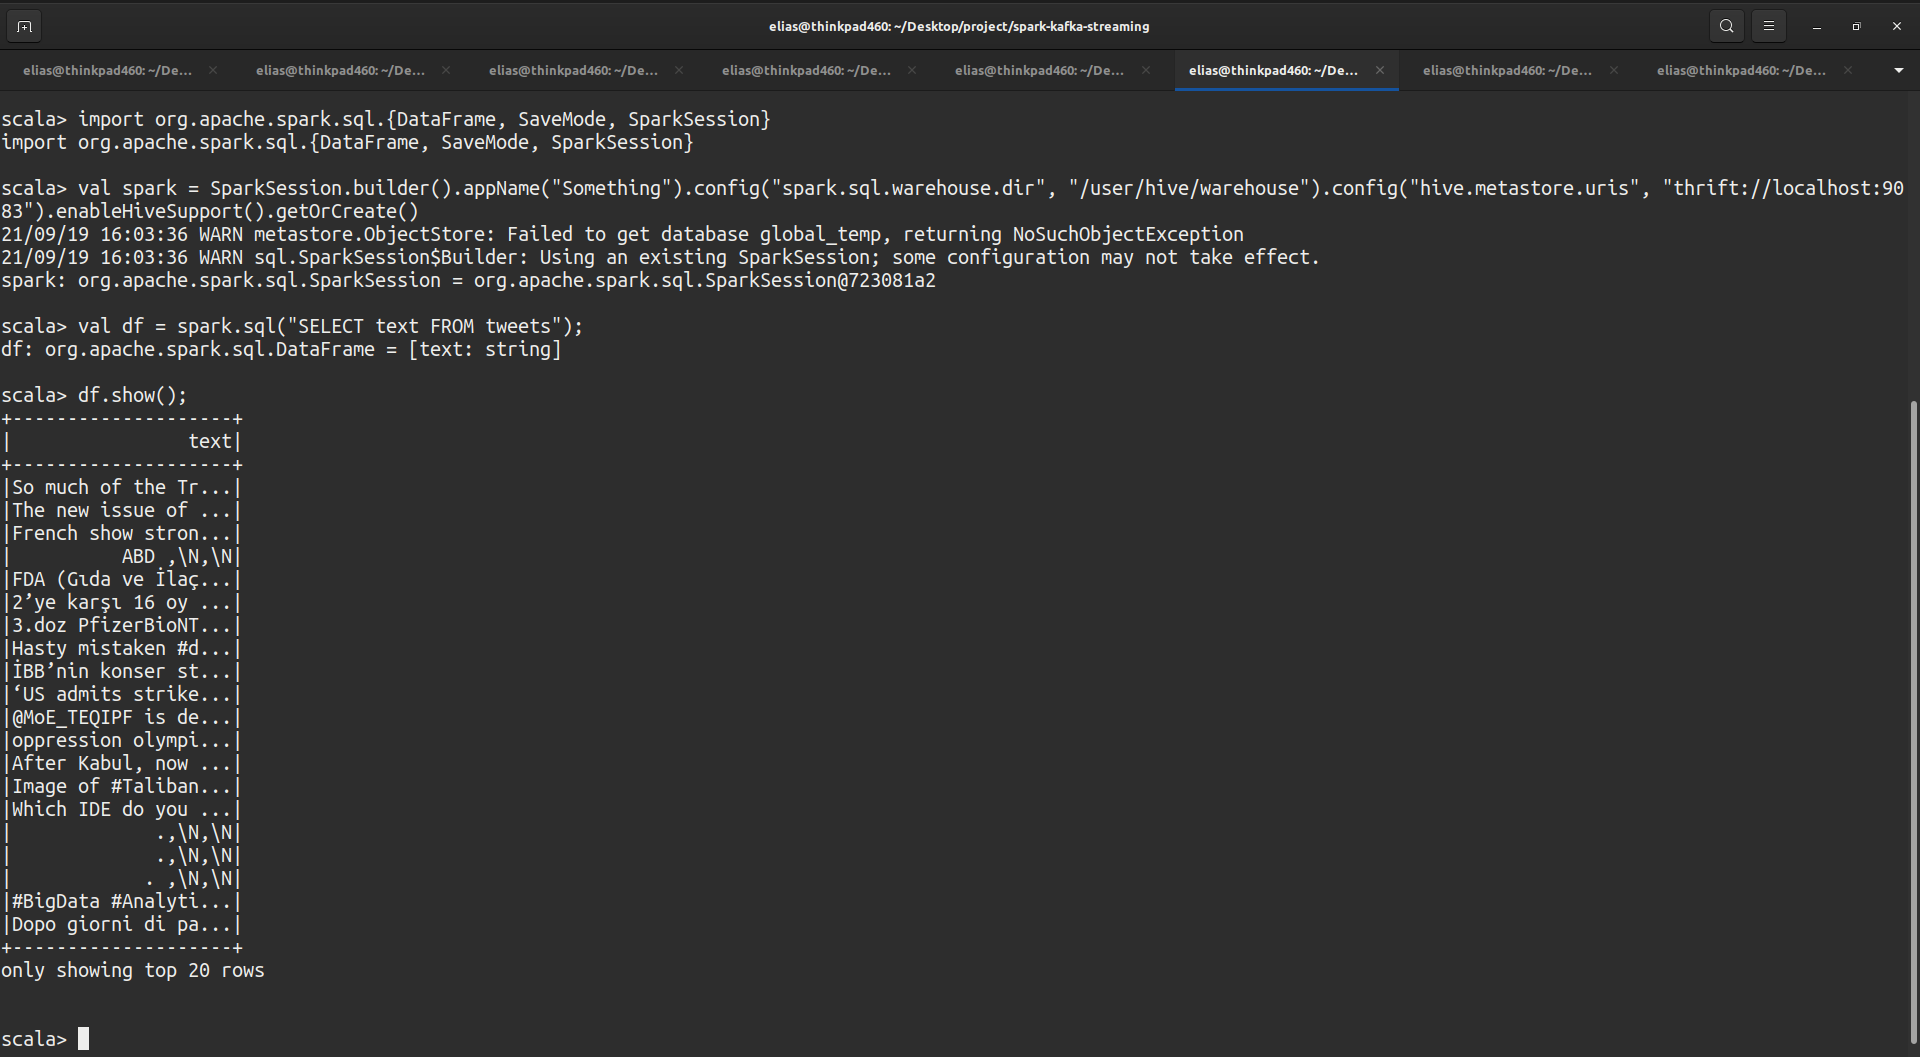 elias@thinkpad460: ~/Desktop/project/spark-kafka-streaming
elias@thinkpad460: ~/De... elias@thinkpad460: ~/De... elias@thinkpad460: ~/De... elias@thinkpad460: ~/De... elias@thinkpad460: ~/De... elias@thinkpad460: ~/De... elias@thinkpad460: ~/De... elias@thinkpad460: ~/De...
scala> import org.apache.spark.sql.{DataFrame, SaveMode, SparkSession}
import org.apache.spark.sql.{DataFrame, SaveMode, SparkSession}
scala> val spark = SparkSession.builder().appName("Something").config("spark.sql.warehouse.dir", "/user/hive/warehouse").config("hive.metastore.uris", "thrift://localhost:90
83").enableHiveSupport().getOrCreate()
21/09/19 16:03:36 WARN metastore.ObjectStore: Failed to get database global_temp, returning NoSuchObjectException
21/09/19 16:03:36 WARN sql.SparkSession$Builder: Using an existing SparkSession; some configuration may not take effect.
spark: org.apache.spark.sql.SparkSession = org.apache.spark.sql.SparkSession@723081a2
scala> val df = spark.sql("SELECT text FROM tweets");
df: org.apache.spark.sql.DataFrame = [text: string]
scala> df.show();
+--------------------+
|                text|
+--------------------+
|So much of the Tr...|
|The new issue of ...|
|French show stron...|
|          ABD ,\N,\N|
|FDA (Gıda ve İlaç...|
|2’ye karşı 16 oy ...|
|3.doz PfizerBioNT...|
|Hasty mistaken #d...|
|İBB’nin konser st...|
|‘US admits strike...|
|@MoE_TEQIPF is de...|
|oppression olympi...|
|After Kabul, now ...|
|Image of #Taliban...|
|Which IDE do you ...|
|             .,\N,\N|
|             .,\N,\N|
|            . ,\N,\N|
|#BigData #Analyti...|
|Dopo giorni di pa...|
+--------------------+
only showing top 20 rows
scala>